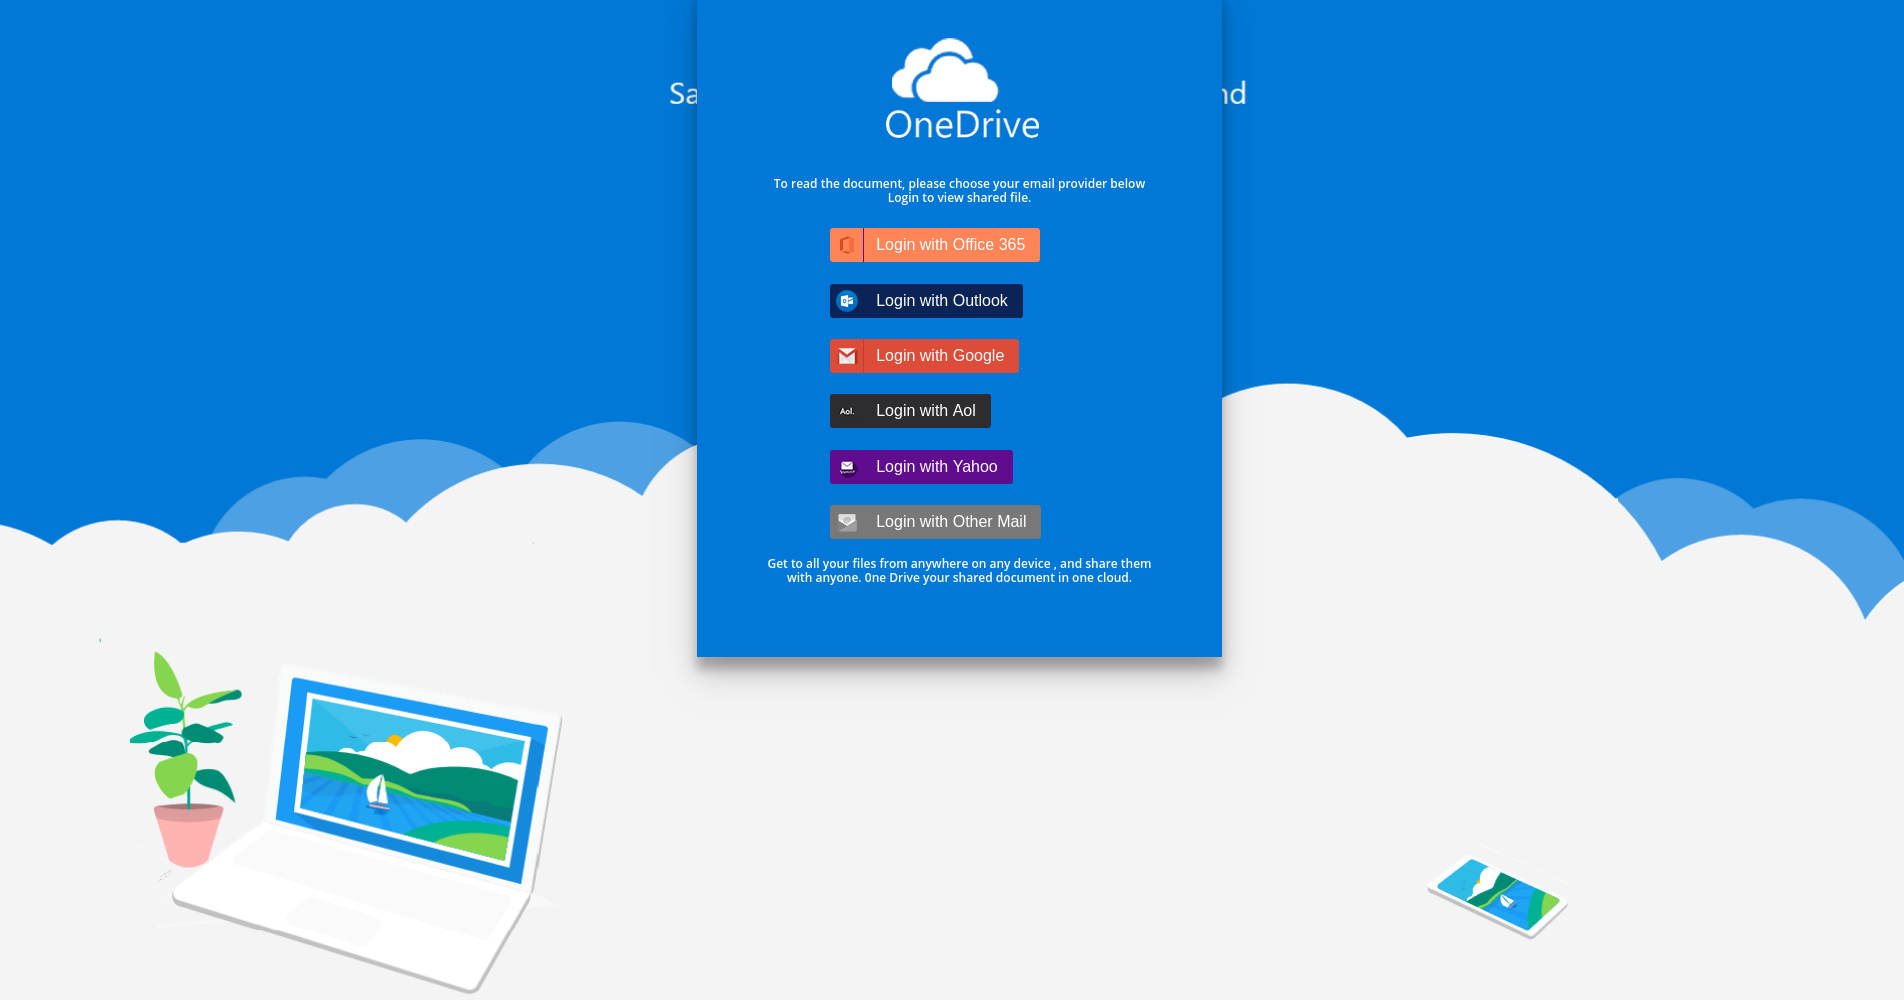 Sa
nd
OneDrive
To read the document, please choose your email provider below
Login to view shared file.
Login with Office 365
Login with Outlook
Login with Google
Aol.
Login with Aol
Login with Yahoo
Login with Other Mail
Get to all your files from anywhere on any device , and share them
with anyone. 0ne Drive your shared document in one cloud.